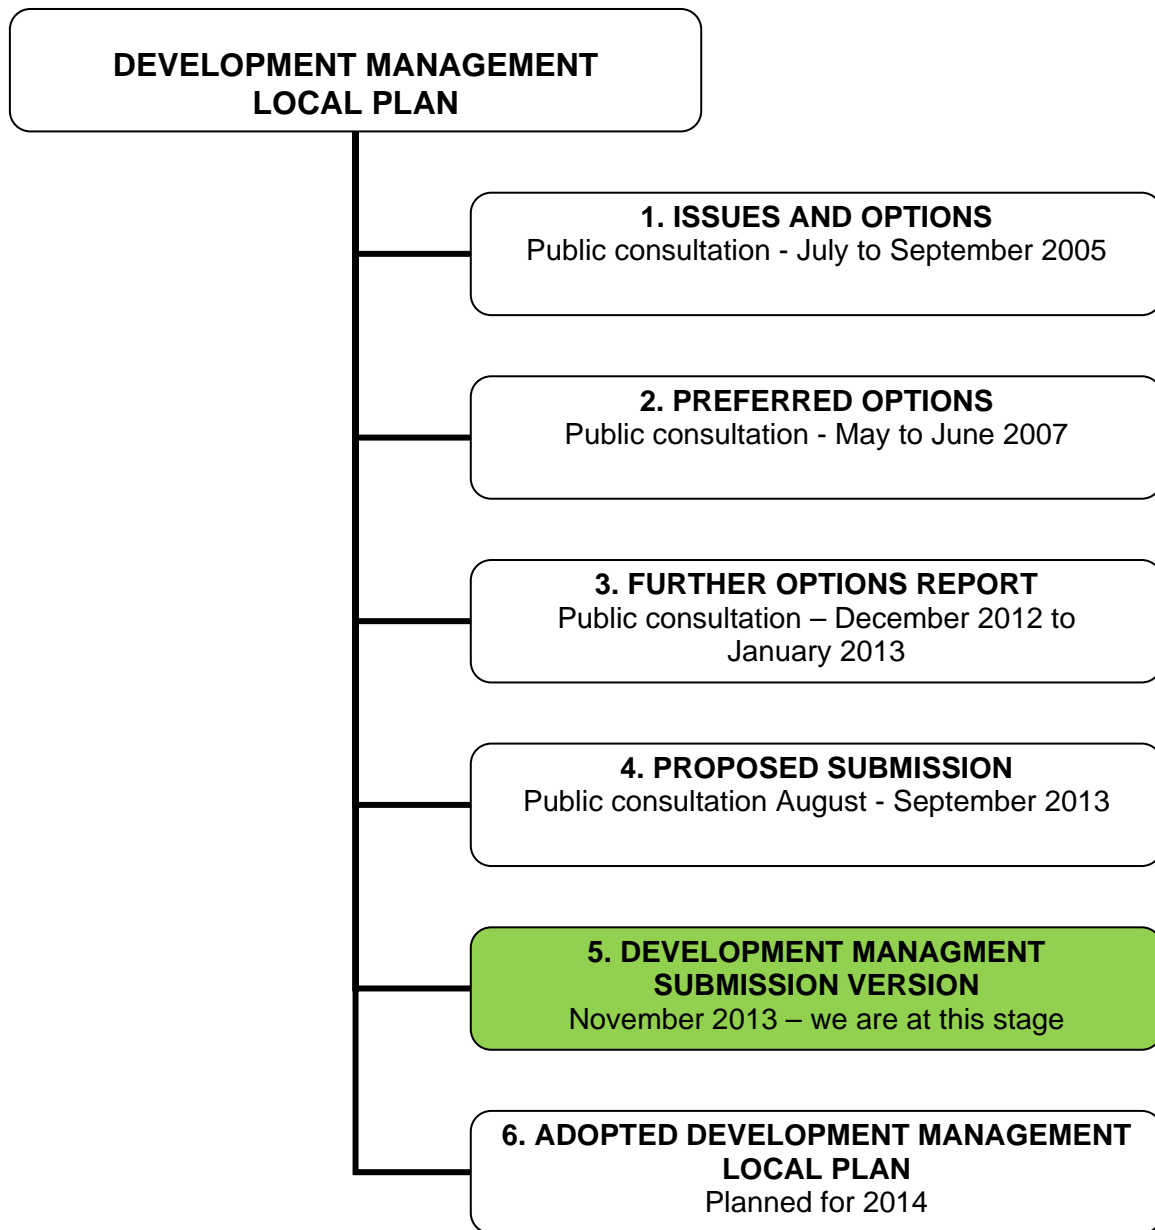 DEVELOPMENT MANAGEMENT
LOCAL PLAN
1. ISSUES AND OPTIONS
Public consultation - July to September 2005
2. PREFERRED OPTIONS
Public consultation - May to June 2007
3. FURTHER OPTIONS REPORT
Public consultation – December 2012 to
January 2013
4. PROPOSED SUBMISSION
Public consultation August - September 2013
5. DEVELOPMENT MANAGMENT
SUBMISSION VERSION
November 2013 – we are at this stage
6. ADOPTED DEVELOPMENT MANAGEMENT
LOCAL PLAN
Planned for 2014